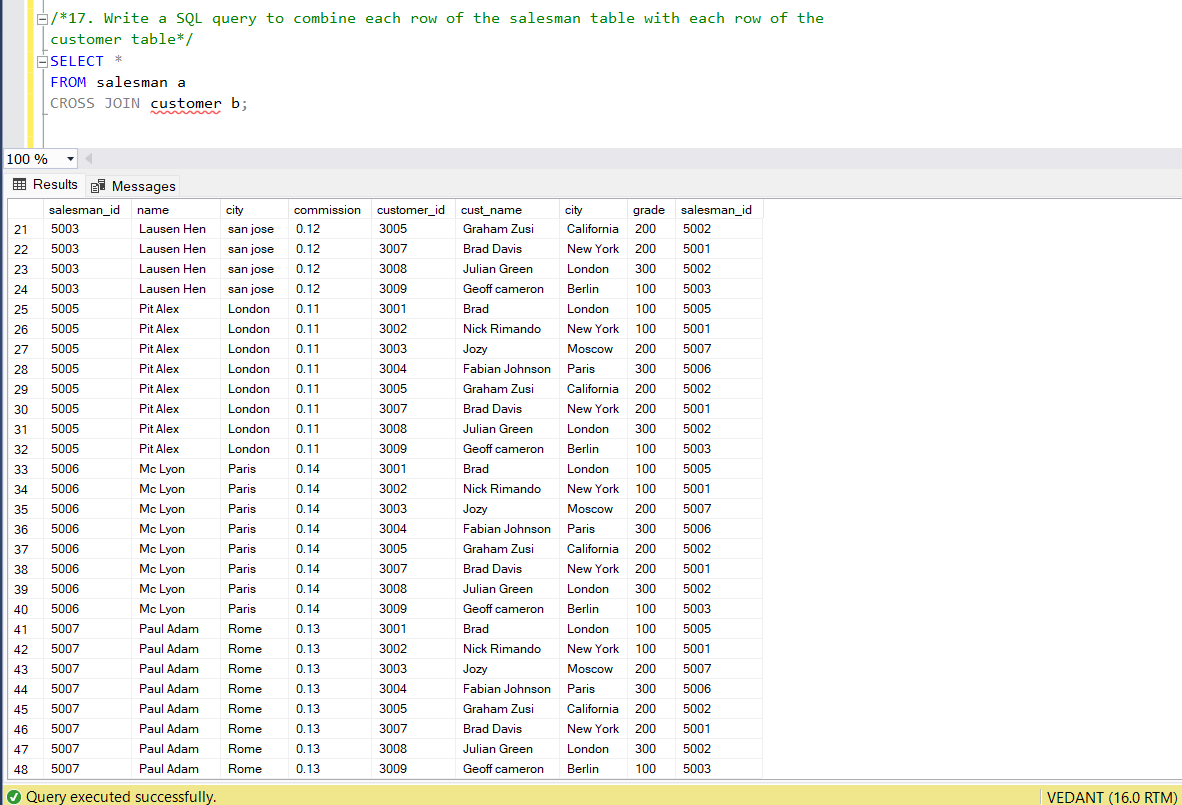 /*17. Write a SQL query to combine each row of the salesman table with each row of the
customer table*/
SELECT *
FROM salesman a
CROSS JOIN customer b;
100 %
Results Messages
salesman_id name city commission customer_id cust_name city grade salesman_id
21 5003 Lausen Hen san jose 0.12 3005 Graham Zusi California 200 5002
22 5003 Lausen Hen san jose 0.12 3007 Brad Davis New York 200 5001
23 5003 Lausen Hen san jose 0.12 3008 Julian Green London 300 5002
24 5003 Lausen Hen san jose 0.12 3009 Geoff cameron Berlin 100 5003
25 5005 Pit Alex London 0.11 3001 Brad London 100 5005
26 5005 Pit Alex London 0.11 3002 Nick Rimando New York 100 5001
27 5005 Pit Alex London 0.11 3003 Jozy Moscow 200 5007
28 5005 Pit Alex London 0.11 3004 Fabian Johnson Paris 300 5006
29 5005 Pit Alex London 0.11 3005 Graham Zusi California 200 5002
30 5005 Pit Alex London 0.11 3007 Brad Davis New York 200 5001
31 5005 Pit Alex London 0.11 3008 Julian Green London 300 5002
32 5005 Pit Alex London 0.11 3009 Geoff cameron Berlin 100 5003
33 5006 Mc Lyon Paris 0.14 3001 Brad London 100 5005
34 5006 Mc Lyon Paris 0.14 3002 Nick Rimando New York 100 5001
35 5006 Mc Lyon Paris 0.14 3003 Jozy Moscow 200 5007
36 5006 Mc Lyon Paris 0.14 3004 Fabian Johnson Paris 300 5006
37 5006 Mc Lyon Paris 0.14 3005 Graham Zusi California 200 5002
38 5006 Mc Lyon Paris 0.14 3007 Brad Davis New York 200 5001
39 5006 Mc Lyon Paris 0.14 3008 Julian Green London 300 5002
40 5006 Mc Lyon Paris 0.14 3009 Geoff cameron Berlin 100 5003
41 5007 Paul Adam Rome 0.13 3001 Brad London 100 5005
42 5007 Paul Adam Rome 0.13 3002 Nick Rimando New York 100 5001
43 5007 Paul Adam Rome 0.13 3003 Jozy Moscow 200 5007
44 5007 Paul Adam Rome 0.13 3004 Fabian Johnson Paris 300 5006
45 5007 Paul Adam Rome 0.13 3005 Graham Zusi California 200 5002
46 5007 Paul Adam Rome 0.13 3007 Brad Davis New York 200 5001
47 5007 Paul Adam Rome 0.13 3008 Julian Green London 300 5002
48 5007 Paul Adam Rome 0.13 3009 Geoff cameron Berlin 100 5003
Query executed successfully. VEDANT (16.0 RTM)